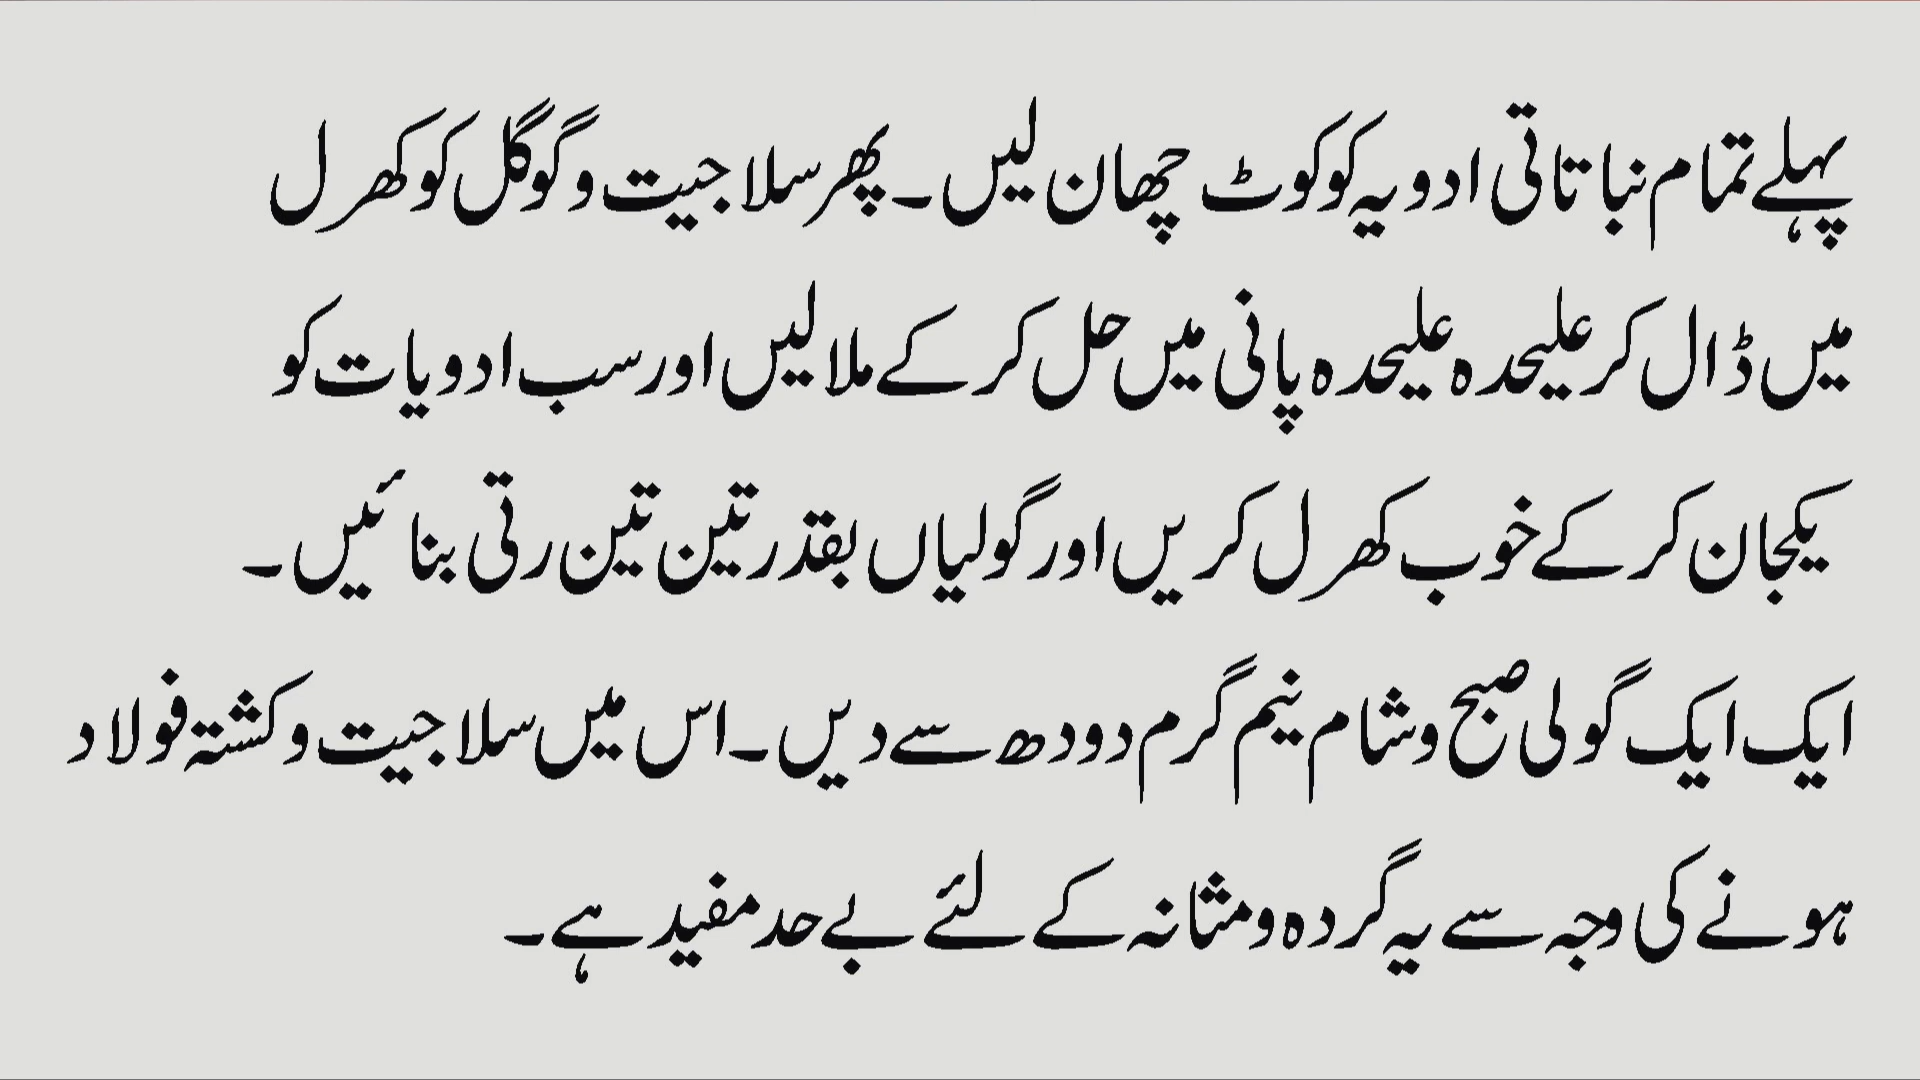 پہلے تمام نباتاتی ادویہ کو کوٹ چھان لیں۔ پھر سلاجیت و گوگل کو کھرل
میں ڈال کر علیحدہ علیحدہ پانی میں حل کر کے ملا لیں اور سب ادویات کو
یکجان کر کے خوب کھرل کریں اور گولیاں بقدر تین تین رتی بنائیں۔
ایک ایک گولی صبح و شام نیم گرم دودھ سے دیں۔ اس میں سلاجیت و کشتہ فولاد
ہونے کی وجہ سے یہ گردہ و مثانہ کے لئے بے حد مفید ہے۔